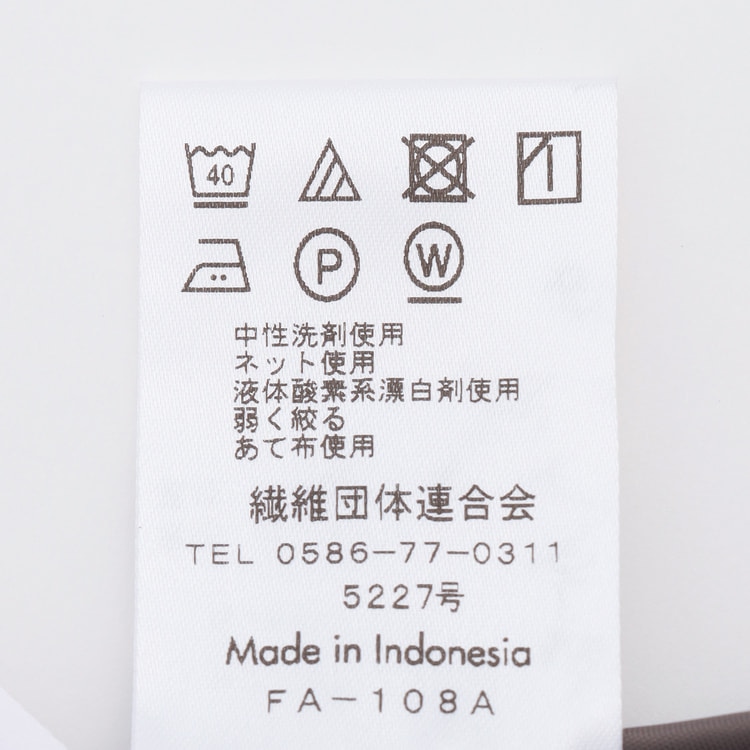 40
P W
中性洗剤使用
ネット使用
液体酸素系漂白剤使用
弱く絞る
あて布使用
繊維団体連合会
TEL 0586-77-0311
5227号
Made in Indonesia
FA-108A